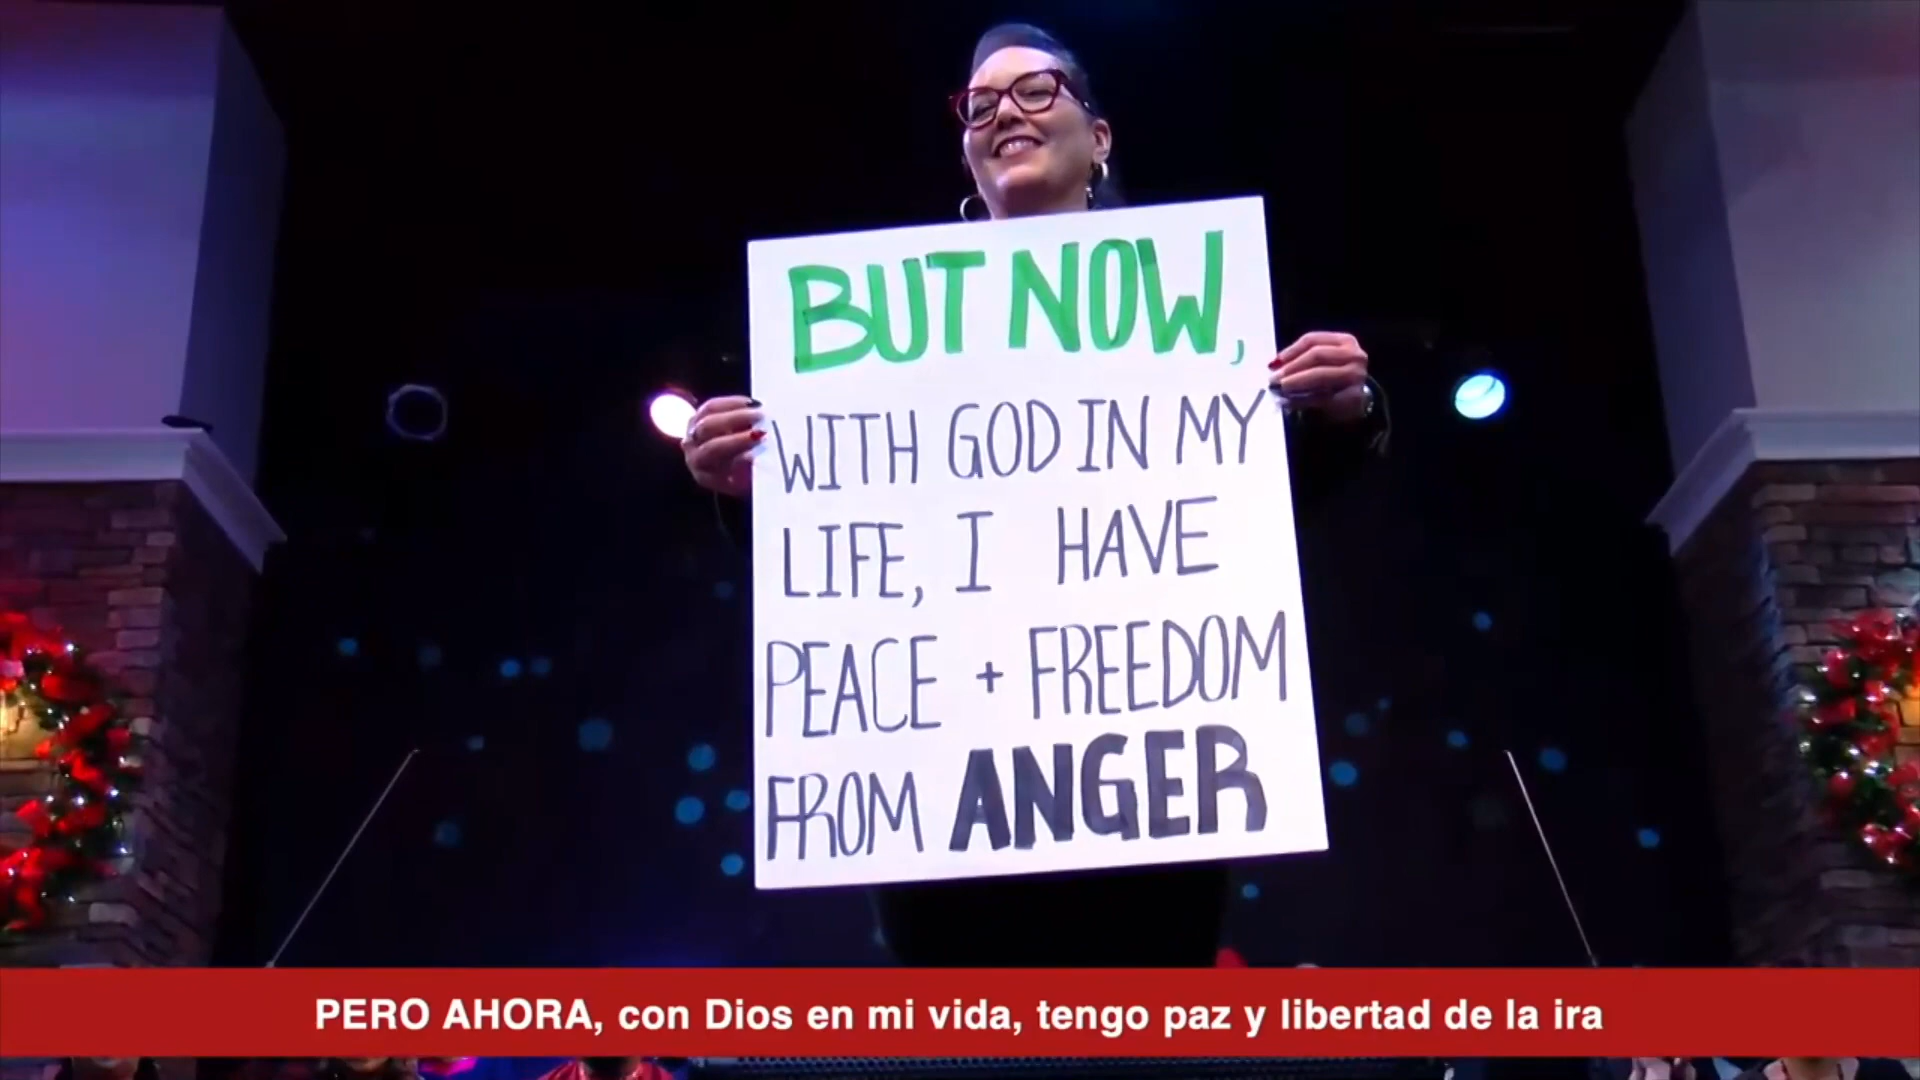 BUT NOW,
WITH GOD IN MY
LIFE, I HAVE
PEACE + FREEDOM
FROM ANGER
PERO AHORA, con Dios en mi vida, tengo paz y libertad de la ira